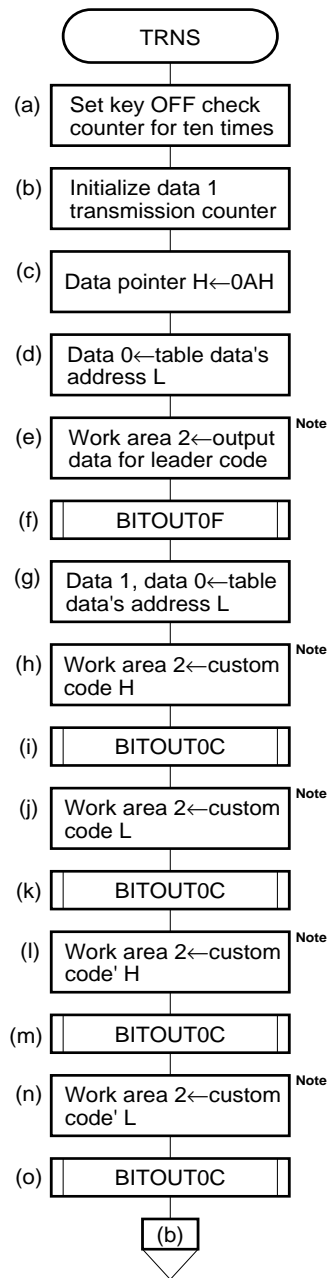 TRNS
(a) Set key OFF check
counter for ten times
(b) Initialize data 1
transmission counter
(c) Data pointer H←0AH
(d) Data 0←table data's
address L
(e) Work area 2←output Note
data for leader code
(f) BITOUT0F
(g) Data 1, data 0←table
data's address L
(h) Work area 2←custom Note
code H
(i) BITOUT0C
(j) Work area 2←custom Note
code L
(k) BITOUT0C
(l) Work area 2←custom Note
code' H
(m) BITOUT0C
(n) Work area 2←custom Note
code' L
(o) BITOUT0C
(b)